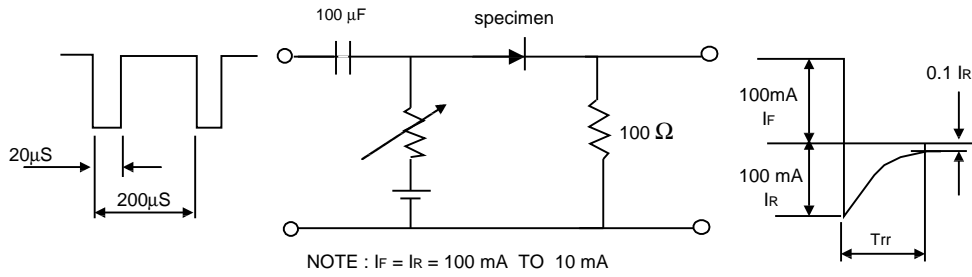 100 μF
specimen
20μS
200μS
100 Ω
0.1 IR
100mA
IF
100 mA
IR
Trr
NOTE : IF = IR = 100 mA TO 10 mA